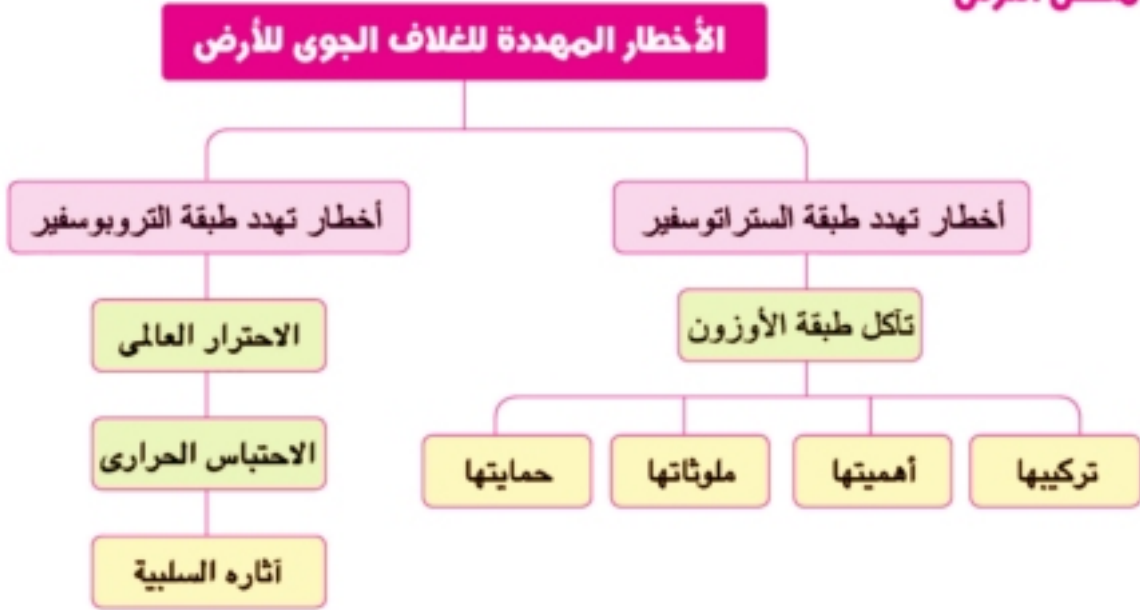 الأخطار المهددة للغلاف الجوى للأرض
أخطار تهدد طبقة الستراتوسفير
أخطار تهدد طبقة التروبوسفير
تآكل طبقة الأوزون
الاحترار العالمى
تركيبها
أهميتها
ملوثاتها
حمايتها
الاحتباس الحرارى
آثاره السلبية